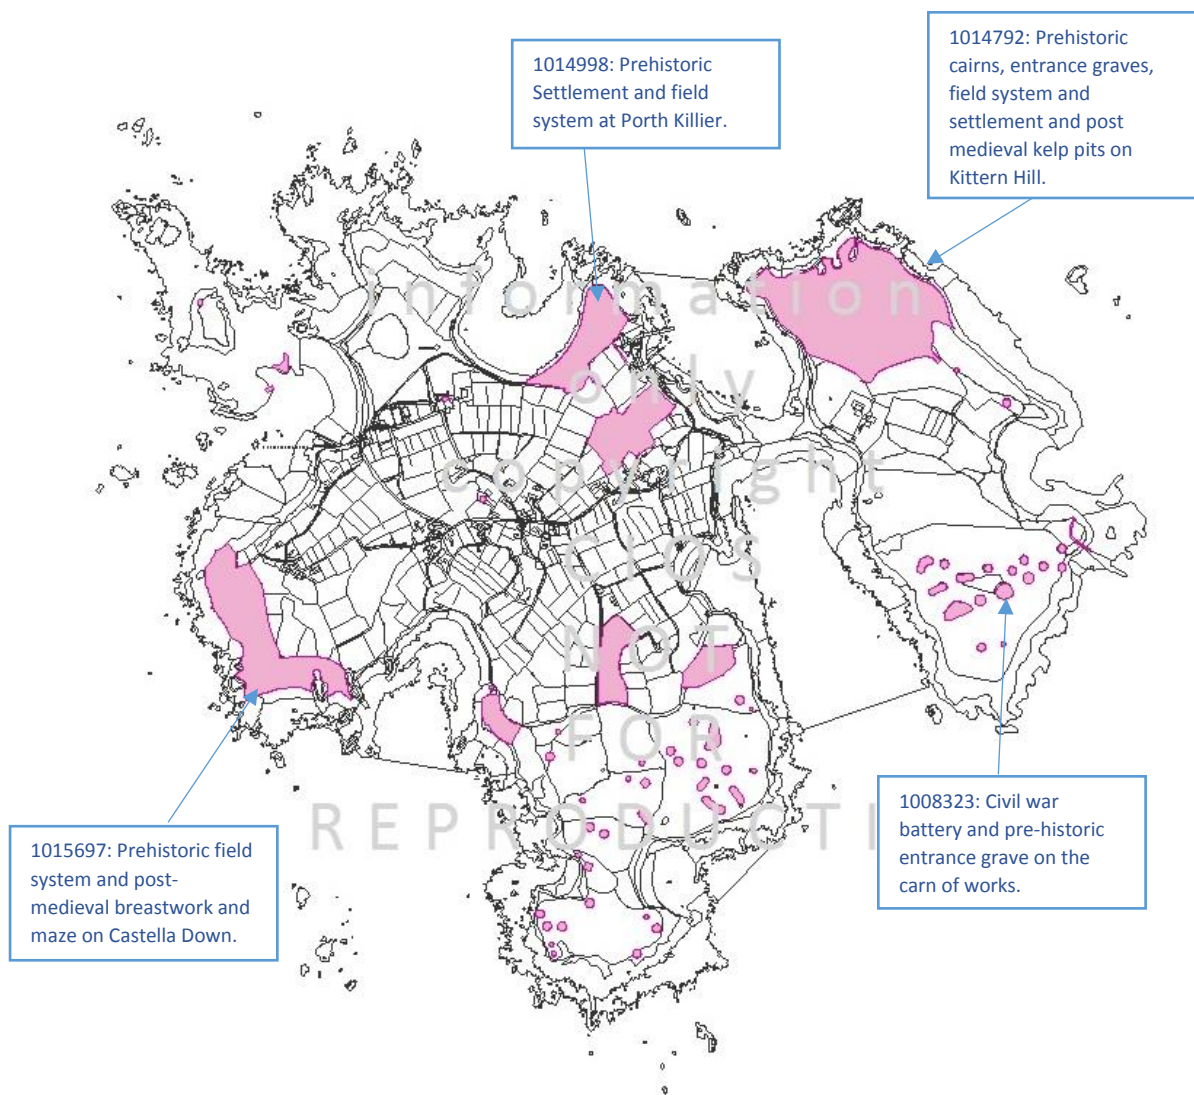 1014998: Prehistoric
Settlement and field
system at Porth Killier.
1014792: Prehistoric
cairns, entrance graves,
field system and
settlement and post
medieval kelp pits on
Kittern Hill.
information
only
copyright
CIOS
NOT
FOR
REPRODUCTI
1015697: Prehistoric field
system and post-
medieval breastwork and
maze on Castella Down.
1008323: Civil war
battery and pre-historic
entrance grave on the
carn of works.